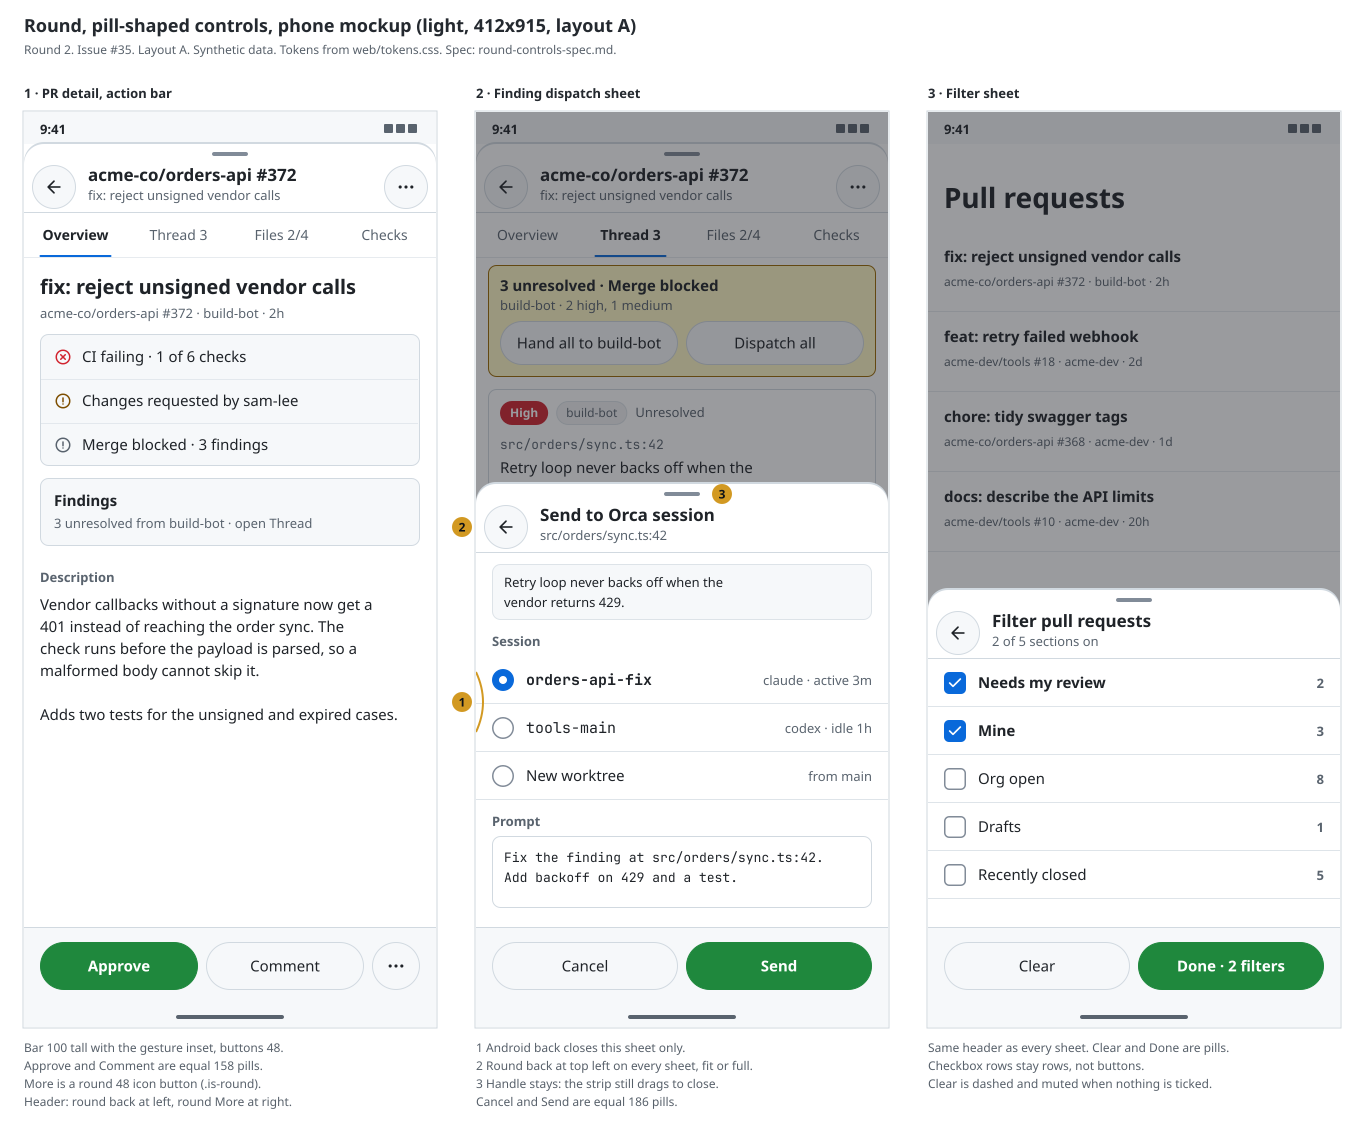 Round, pill-shaped controls, phone mockup (light, 412x915, layout A)
Round 2. Issue #35. Layout A. Synthetic data. Tokens from web/tokens.css. Spec: round-controls-spec.md.
1 · PR detail, action bar
9:41
acme-co/orders-api #372
fix: reject unsigned vendor calls
Overview
Thread 3
Files 2/4
Checks
fix: reject unsigned vendor calls
acme-co/orders-api #372 · build-bot · 2h
CI failing · 1 of 6 checks
Changes requested by sam-lee
Merge blocked · 3 findings
Findings
3 unresolved from build-bot · open Thread
Description
Vendor callbacks without a signature now get a
401 instead of reaching the order sync. The
check runs before the payload is parsed, so a
malformed body cannot skip it.
Adds two tests for the unsigned and expired cases.
Approve
Comment
Bar 100 tall with the gesture inset, buttons 48.
Approve and Comment are equal 158 pills.
More is a round 48 icon button (.is-round).
Header: round back at left, round More at right.
2 · Finding dispatch sheet
9:41
acme-co/orders-api #372
fix: reject unsigned vendor calls
Overview
Thread 3
Files 2/4
Checks
3 unresolved · Merge blocked
build-bot · 2 high, 1 medium
Hand all to build-bot
Dispatch all
High
build-bot
Unresolved
src/orders/sync.ts:42
Retry loop never backs off when the
3
2
Send to Orca session
src/orders/sync.ts:42
Retry loop never backs off when the
vendor returns 429.
Session
1
orders-api-fix
claude · active 3m
tools-main
codex · idle 1h
New worktree
from main
Prompt
Fix the finding at src/orders/sync.ts:42.
Add backoff on 429 and a test.
Cancel
Send
1 Android back closes this sheet only.
2 Round back at top left on every sheet, fit or full.
3 Handle stays: the strip still drags to close.
Cancel and Send are equal 186 pills.
3 · Filter sheet
9:41
Pull requests
fix: reject unsigned vendor calls
acme-co/orders-api #372 · build-bot · 2h
feat: retry failed webhook
acme-dev/tools #18 · acme-dev · 2d
chore: tidy swagger tags
acme-co/orders-api #368 · acme-dev · 1d
docs: describe the API limits
acme-dev/tools #10 · acme-dev · 20h
Filter pull requests
2 of 5 sections on
Needs my review
2
Mine
3
Org open
8
Drafts
1
Recently closed
5
Clear
Done · 2 filters
Same header as every sheet. Clear and Done are pills.
Checkbox rows stay rows, not buttons.
Clear is dashed and muted when nothing is ticked.